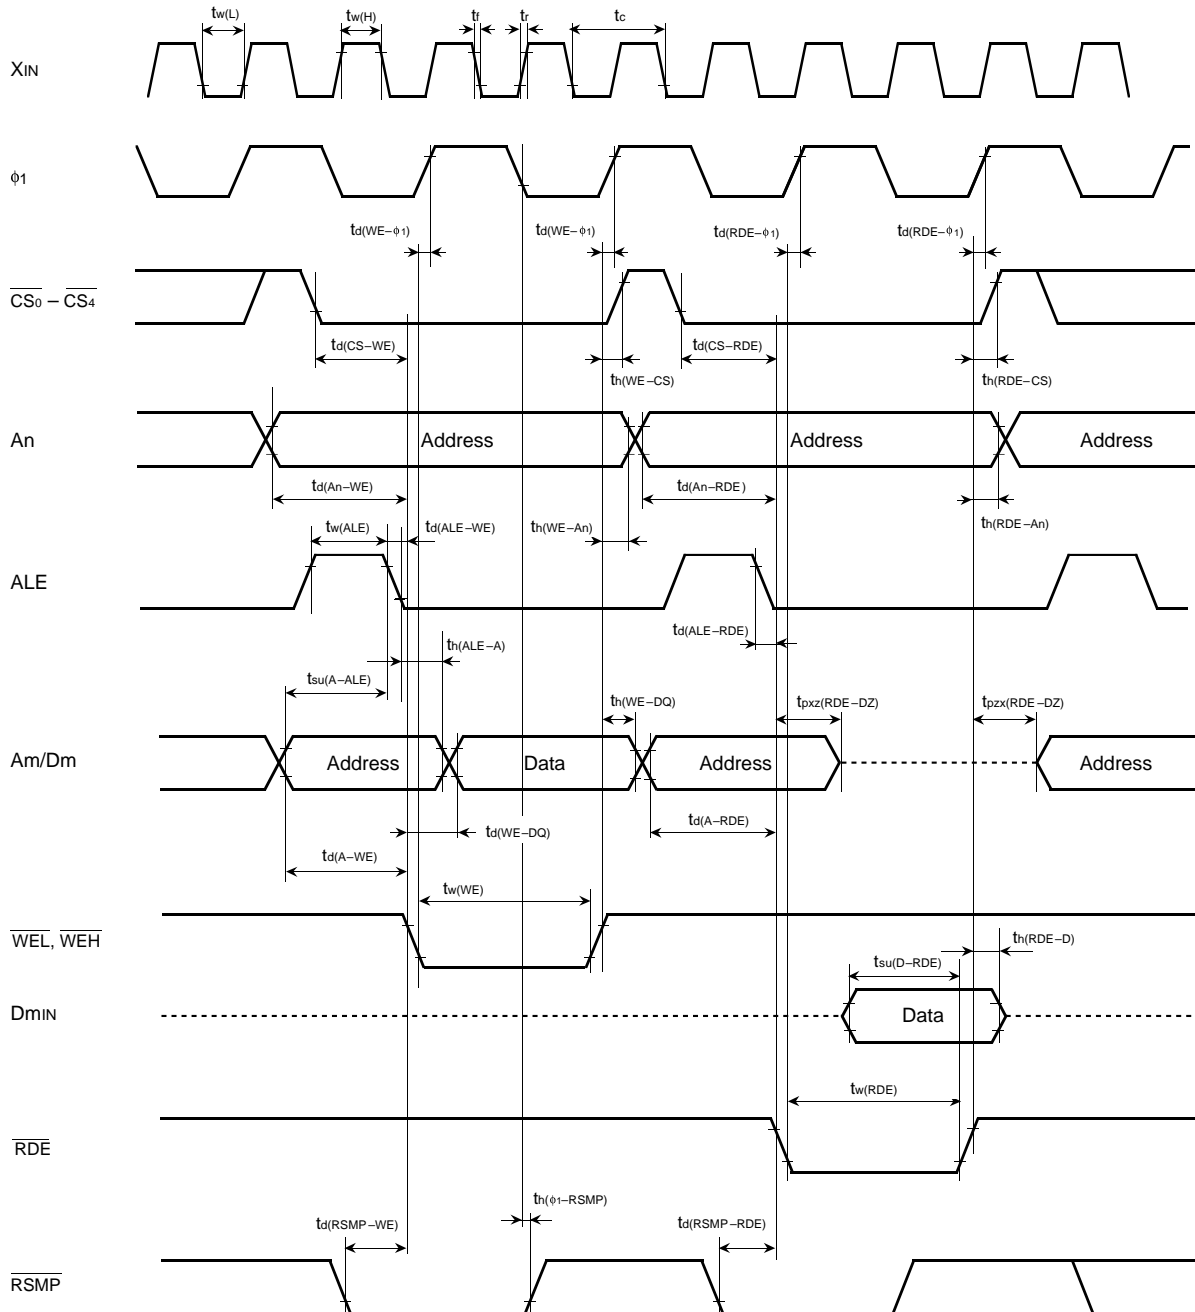 tw(L) tw(H) tf tr tc
XIN
ϕ1
td(WE–ϕ1) td(WE–ϕ1) td(RDE–ϕ1) td(RDE–ϕ1)
CS0 – CS4
td(CS–WE) td(CS–RDE)
th(WE–CS) th(RDE–CS)
An Address Address Address
td(An–WE) td(An–RDE)
tw(ALE) td(ALE–WE) th(WE–An) th(RDE–An)
ALE
td(ALE–RDE)
th(ALE–A)
tsu(A–ALE) th(WE–DQ) tpxz(RDE–DZ) tpzx(RDE–DZ)
Am/Dm Address Data Address Address
td(WE–DQ) td(A–RDE)
td(A–WE)
tw(WE)
WEL, WEH
th(RDE–D)
tsu(D–RDE)
DmIN Data
tw(RDE)
RDE
th(ϕ1–RSMP)
td(RSMP–WE) td(RSMP–RDE)
RSMP